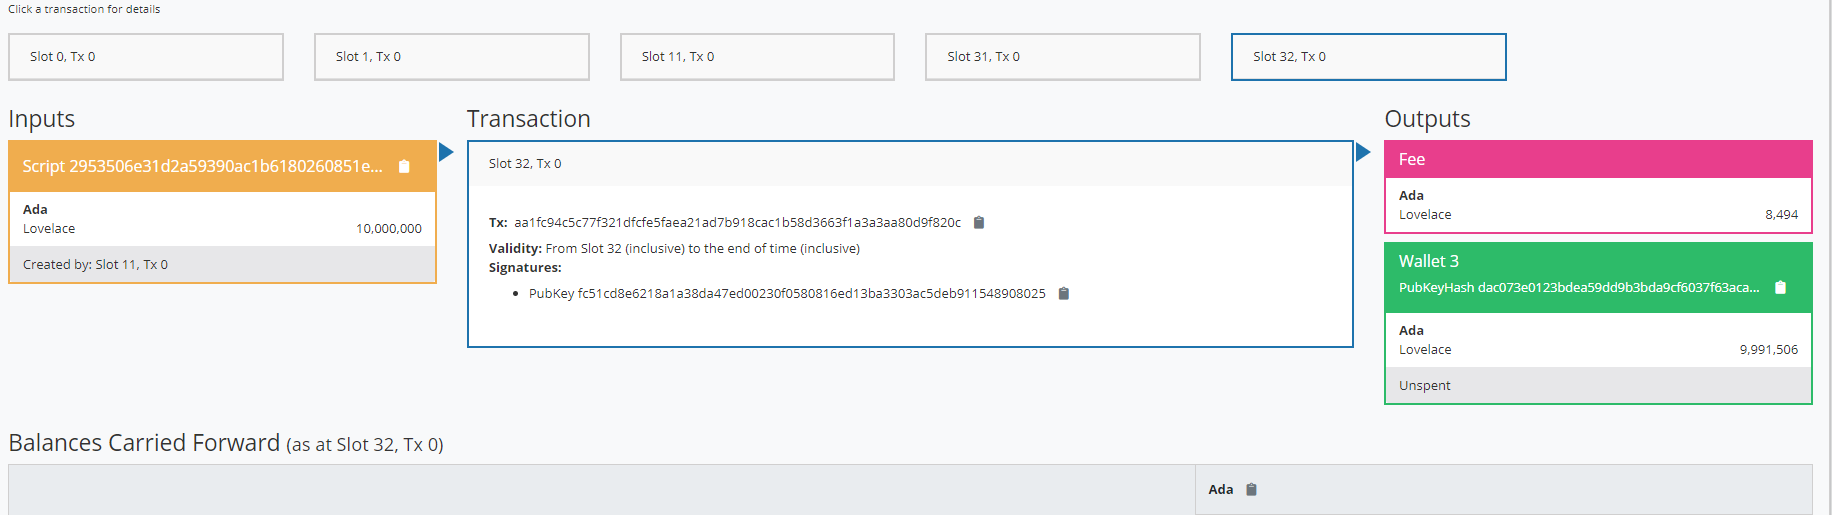 Click a transaction for details
Slot 0, Tx 0
Slot 1, Tx 0
Slot 11, Tx 0
Slot 31, Tx 0
Slot 32, Tx 0
Inputs
Script 2953506e31d2a59390ac1b6180260851e...
Ada
Lovelace 10,000,000
Created by: Slot 11, Tx 0
Transaction
Slot 32, Tx 0
Tx: aa1fc94c5c77f321dfcfe5faea21ad7b918cac1b58d3663f1a3a3aa80d9f820c
Validity: From Slot 32 (inclusive) to the end of time (inclusive)
Signatures:
• PubKey fc51cd8e6218a1a38da47ed00230f0580816ed13ba3303ac5deb911548908025
Outputs
Fee
Ada
Lovelace 8,494
Wallet 3
PubKeyHash dac073e0123bdea59dd9b3bda9cf6037f63aca...
Ada
Lovelace 9,991,506
Unspent
Balances Carried Forward (as at Slot 32, Tx 0)
Ada